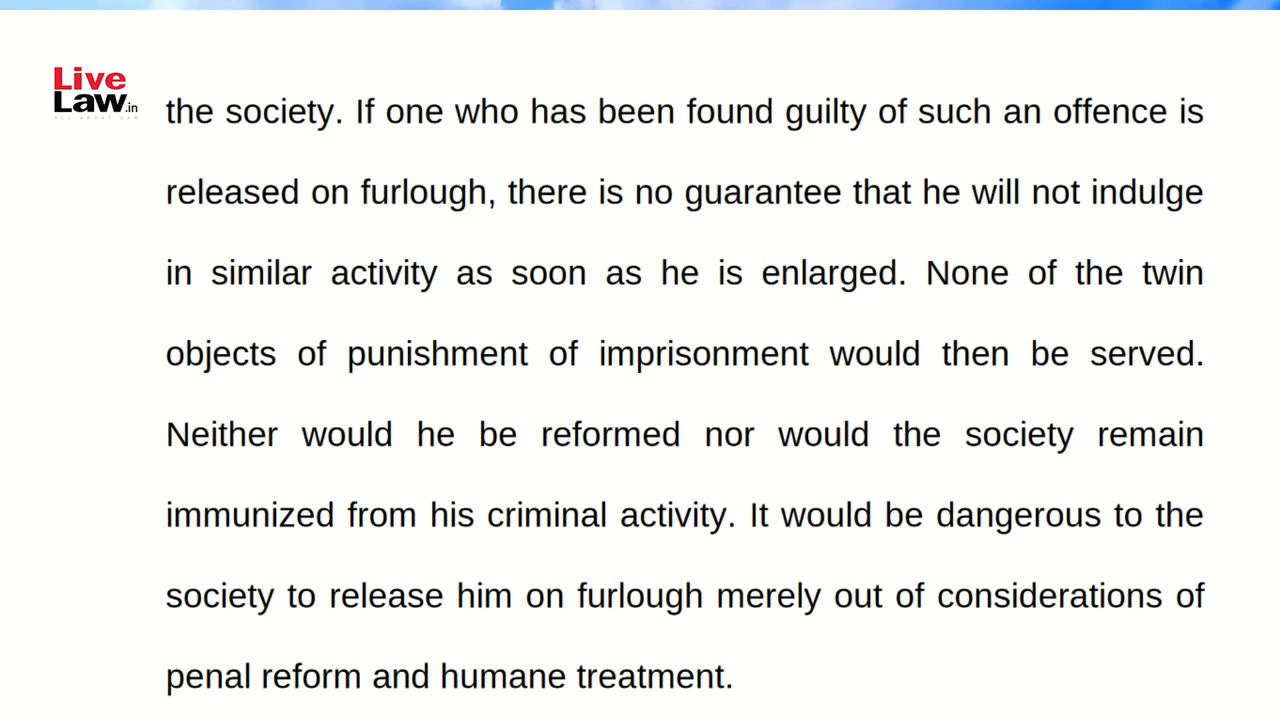 Live
Law.in
ALL ABOUT LAW
the society. If one who has been found guilty of such an offence is
released on furlough, there is no guarantee that he will not indulge
in similar activity as soon as he is enlarged. None of the twin
objects of punishment of imprisonment would then be served.
Neither would he be reformed nor would the society remain
immunized from his criminal activity. It would be dangerous to the
society to release him on furlough merely out of considerations of
penal reform and humane treatment.